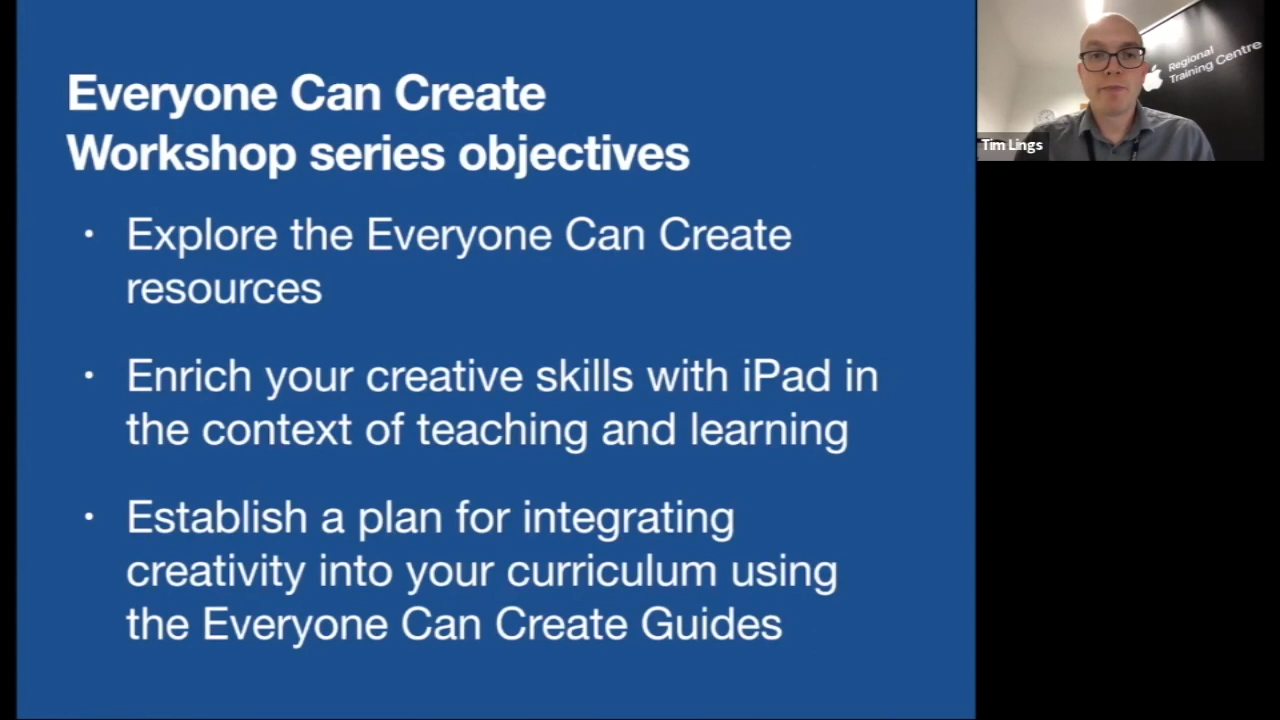 Everyone Can Create
Workshop series objectives
• Explore the Everyone Can Create
resources
• Enrich your creative skills with iPad in
the context of teaching and learning
• Establish a plan for integrating
creativity into your curriculum using
the Everyone Can Create Guides
Regional
Training Centre
Tim Lings